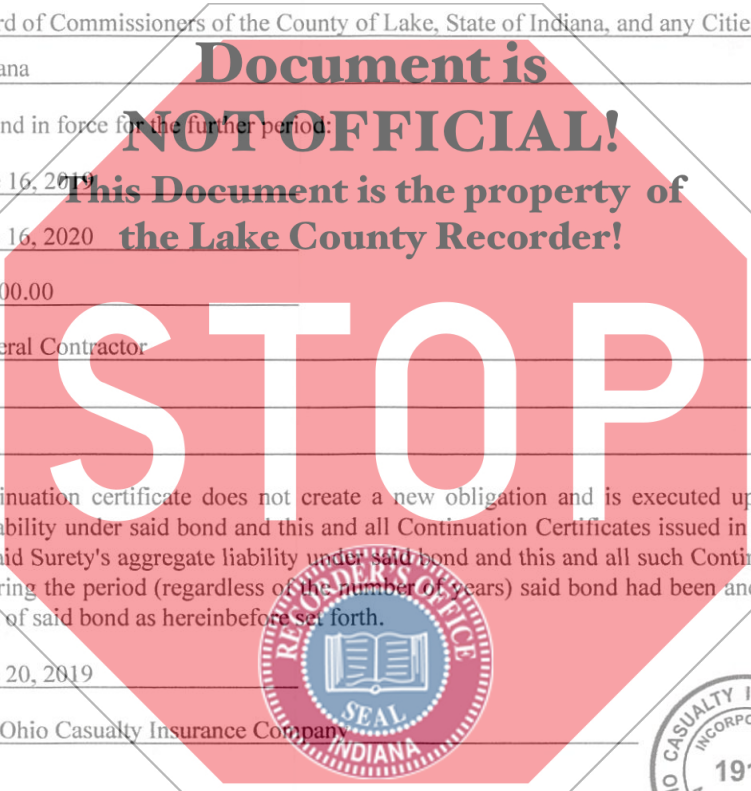 rd of Commissioners of the County of Lake, State of Indiana, and any Citie
Document is
ana
nd in force for the further period:
NOT OFFICIAL!
16, 2019
This Document is the property of
16, 2020
the Lake County Recorder!
00.00
eral Contractor
STOP
inuation certificate does not create a new obligation and is executed up
ability under said bond and this and all Continuation Certificates issued in
aid Surety's aggregate liability under said bond and this and all such Contin
ring the period (regardless of the number of years) said bond had been and
of said bond as hereinbefore set forth.
RECORDER'S OFFICE
SEAL
INDIANA
20, 2019
Ohio Casualty Insurance Company
CASUALTY I
INCORPO
191